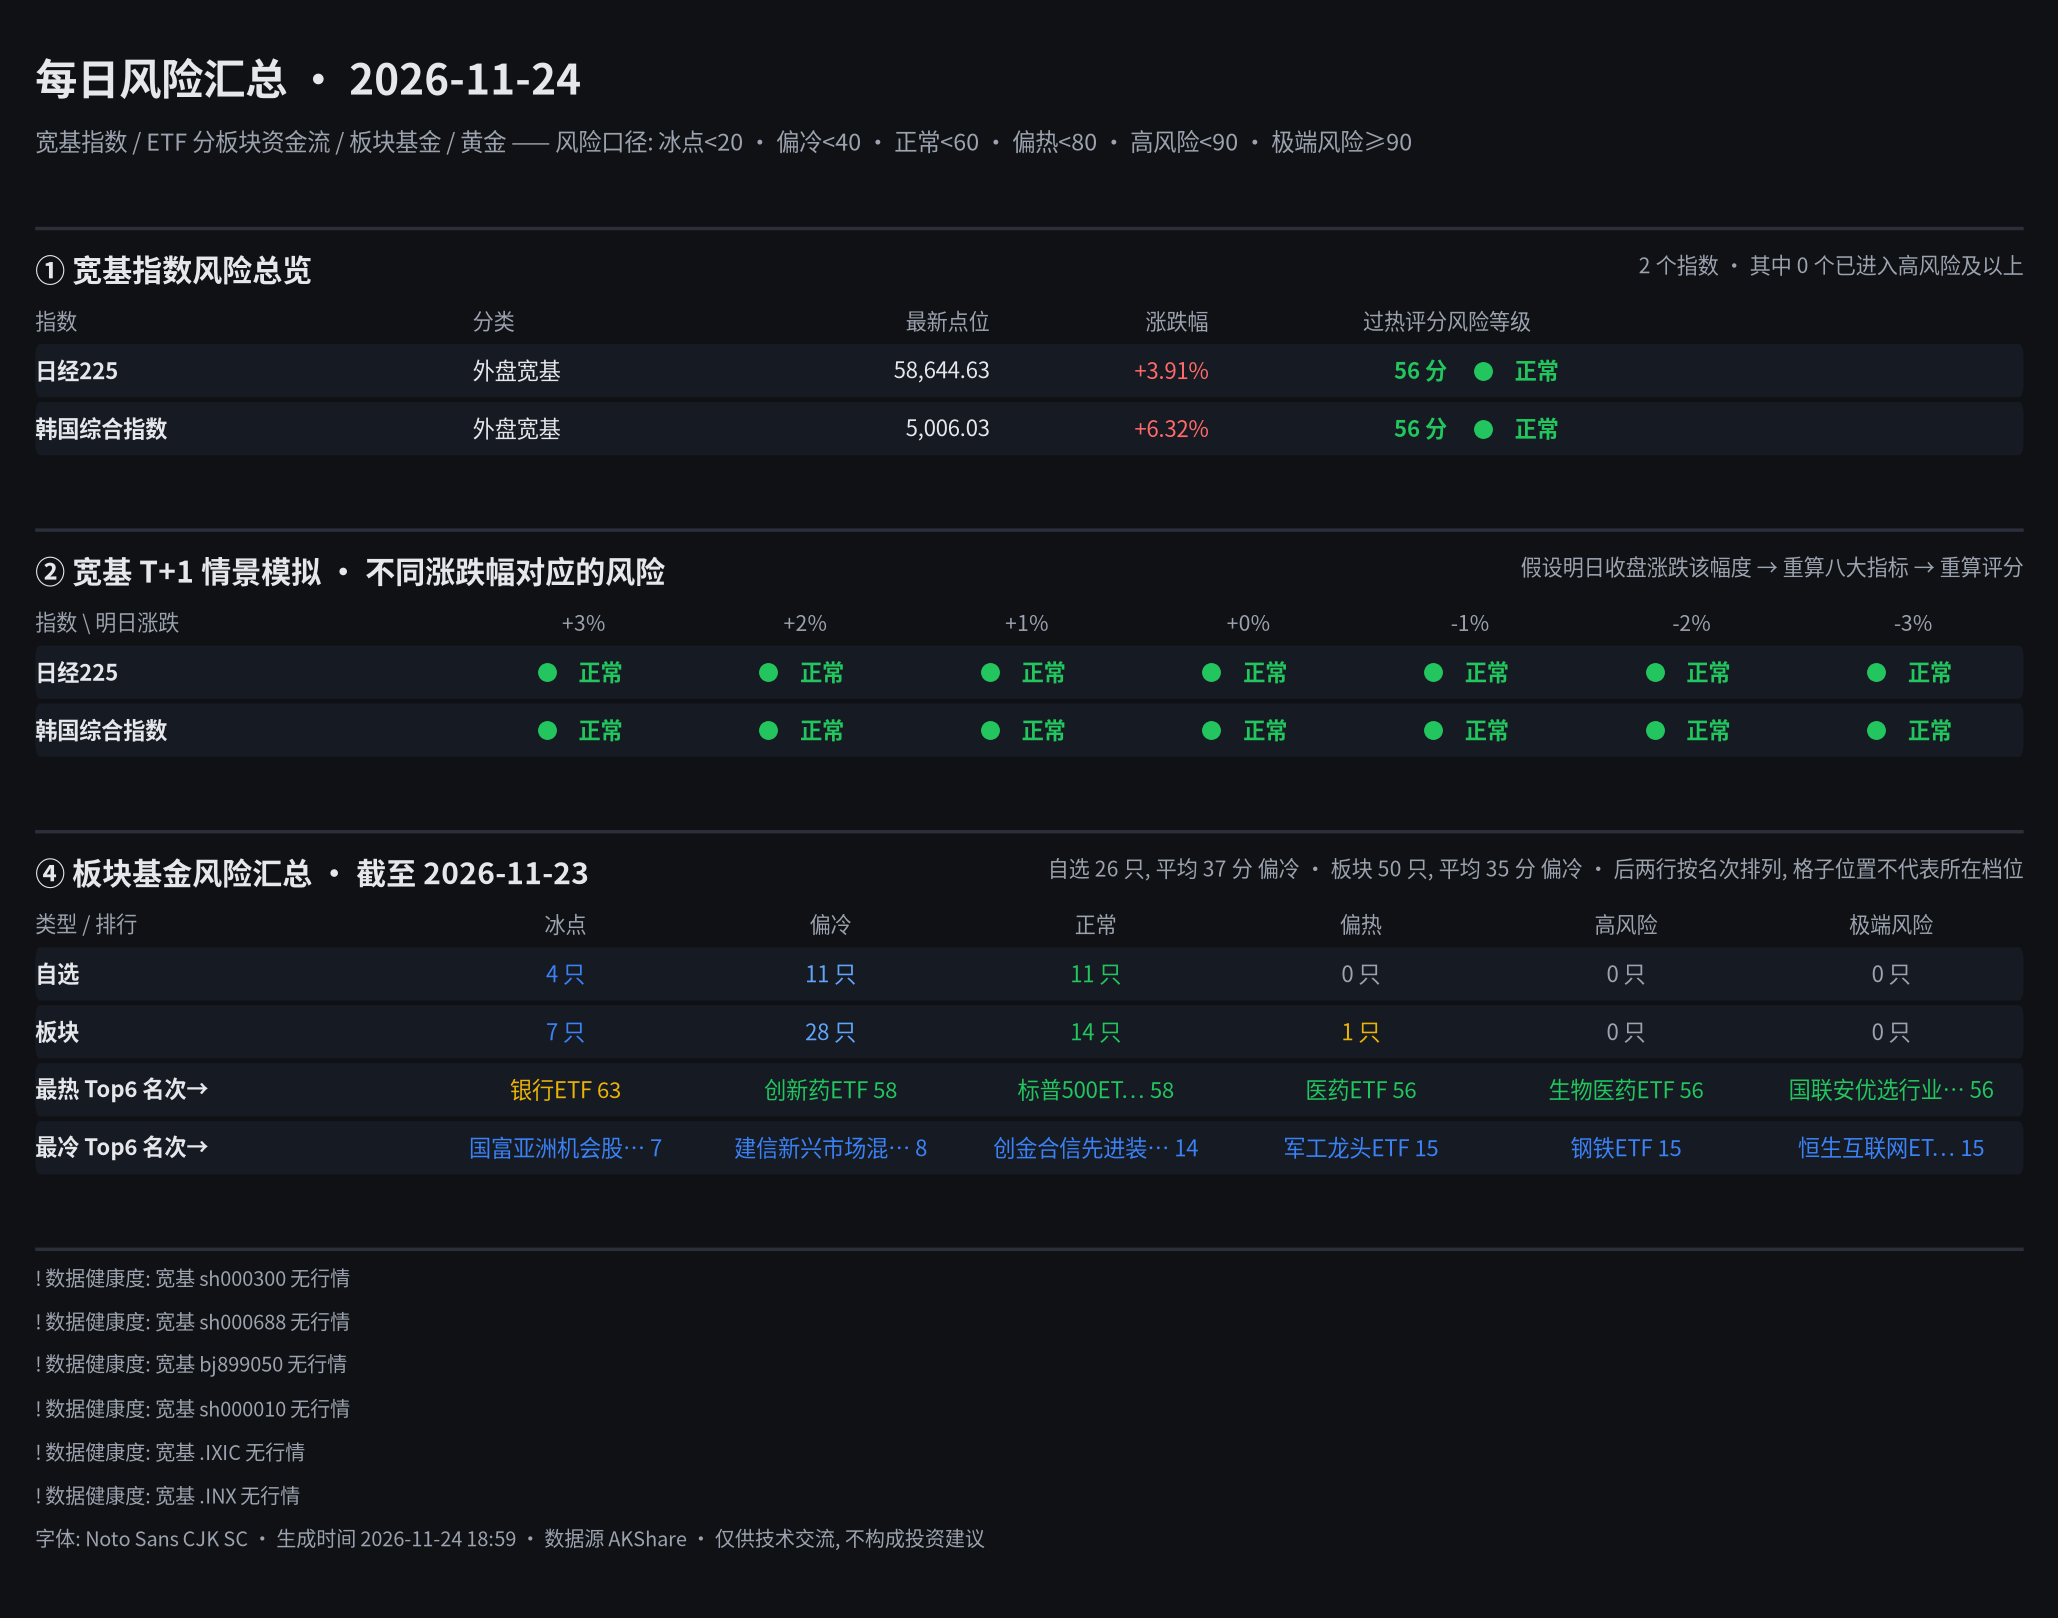 每日风险汇总 · 2026-11-24
宽基指数 / ETF 分板块资金流 / 板块基金 / 黄金 —— 风险口径: 冰点<20 · 偏冷<40 · 正常<60 · 偏热<80 · 高风险<90 · 极端风险≥90
① 宽基指数风险总览 2 个指数 · 其中 0 个已进入高风险及以上
指数 分类 最新点位 涨跌幅 过热评分 风险等级
日经225 外盘宽基 58,644.63 +3.91% 56 分 ● 正常
韩国综合指数 外盘宽基 5,006.03 +6.32% 56 分 ● 正常
② 宽基 T+1 情景模拟 · 不同涨跌幅对应的风险 假设明日收盘涨跌该幅度 → 重算八大指标 → 重算评分
指数 \ 明日涨跌 +3% +2% +1% +0% -1% -2% -3%
日经225 ● 正常 ● 正常 ● 正常 ● 正常 ● 正常 ● 正常 ● 正常
韩国综合指数 ● 正常 ● 正常 ● 正常 ● 正常 ● 正常 ● 正常 ● 正常
④ 板块基金风险汇总 · 截至 2026-11-23 自选 26 只, 平均 37 分 偏冷 · 板块 50 只, 平均 35 分 偏冷 · 后两行按名次排列, 格子位置不代表所在档位
类型 / 排行 冰点 偏冷 正常 偏热 高风险 极端风险
自选 4 只 11 只 11 只 0 只 0 只 0 只
板块 7 只 28 只 14 只 1 只 0 只 0 只
最热 Top6 名次→ 银行ETF 63 创新药ETF 58 标普500ET… 58 医药ETF 56 生物医药ETF 56 国联安优选行业… 56
最冷 Top6 名次→ 国富亚洲机会股… 7 建信新兴市场混… 8 创金合信先进装… 14 军工龙头ETF 15 钢铁ETF 15 恒生互联网ET… 15
! 数据健康度: 宽基 sh000300 无行情
! 数据健康度: 宽基 sh000688 无行情
! 数据健康度: 宽基 bj899050 无行情
! 数据健康度: 宽基 sh000010 无行情
! 数据健康度: 宽基 .IXIC 无行情
! 数据健康度: 宽基 .INX 无行情
字体: Noto Sans CJK SC · 生成时间 2026-11-24 18:59 · 数据源 AKShare · 仅供技术交流, 不构成投资建议